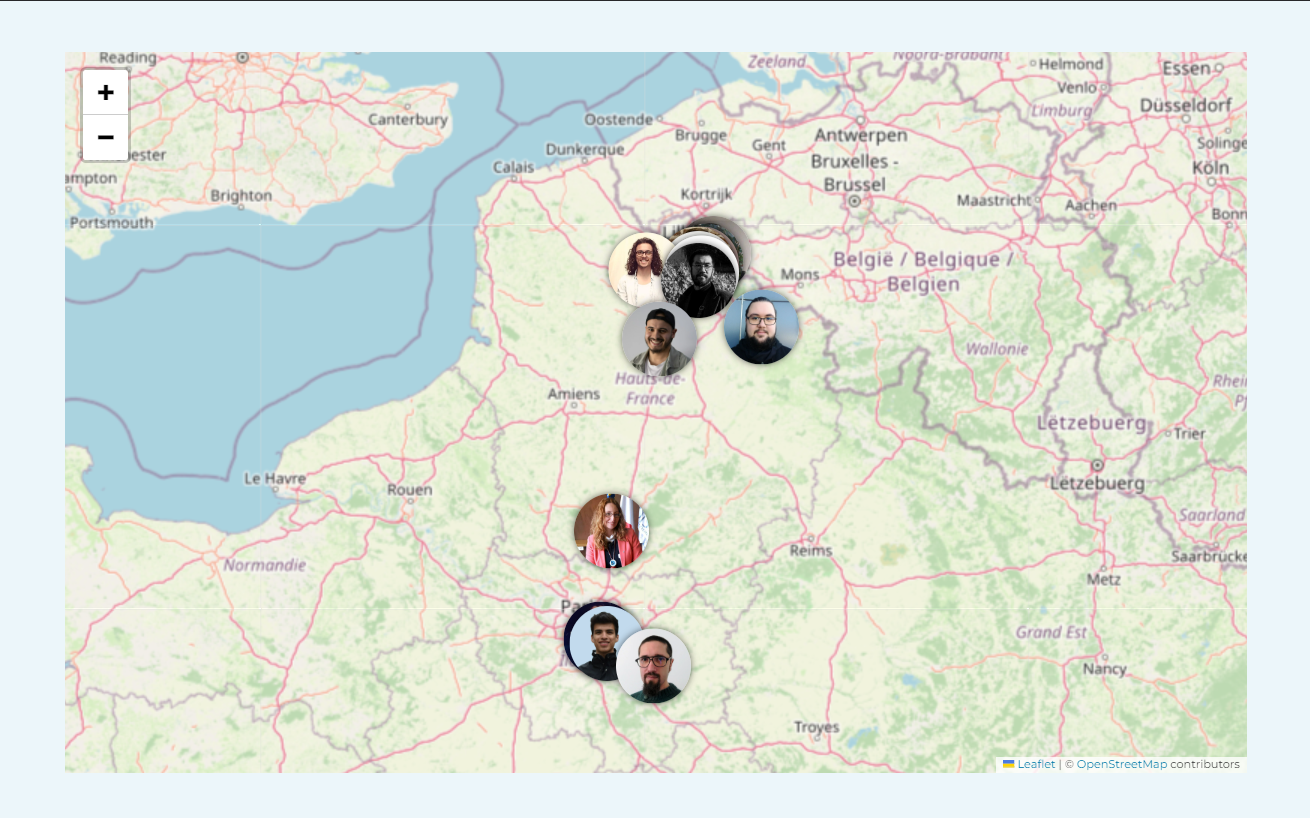 Reading
Zeeland
Noord-Brabant
Helmond
Essen
+
Venlo
Canterbury
Limburg
Düsseldorf
Oostende
Brugge
Antwerpen
Gent
Solinge
Dunkerque
ester
Calais
Bruxelles -
Brussel
Köln
−
ampton
Brighton
Kortrijk
Maastricht
Aachen
Portsmouth
Bonn
België / Belgique /
Belgien
Mons
Wallonie
Hauts-de-
France
Amiens
Rhei
Lëtzebuerg
Trier
Le Havre
Rouen
Lëtzebuerg
Saarland
Normandie
Reims
Saarbrücke
Metz
Pa
Grand Est
Nancy
Troyes
Leaflet | © OpenStreetMap contributors